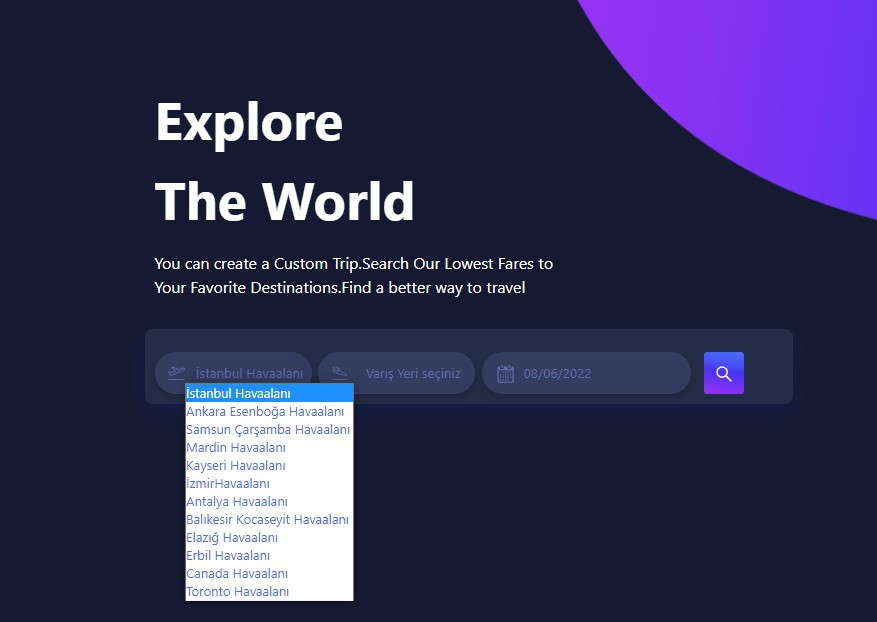 Explore
The World
You can create a Custom Trip.Search Our Lowest Fares to
Your Favorite Destinations.Find a better way to travel
İstanbul Havaalanı
Varış Yeri seçiniz
08/06/2022
İstanbul Havaalanı
Ankara Esenboğa Havaalanı
Samsun Çarşamba Havaalanı
Mardin Havaalanı
Kayseri Havaalanı
İzmirHavaalanı
Antalya Havaalanı
Balıkesir Kocaseyit Havaalanı
Elazığ Havaalanı
Erbil Havaalanı
Canada Havaalanı
Toronto Havaalanı